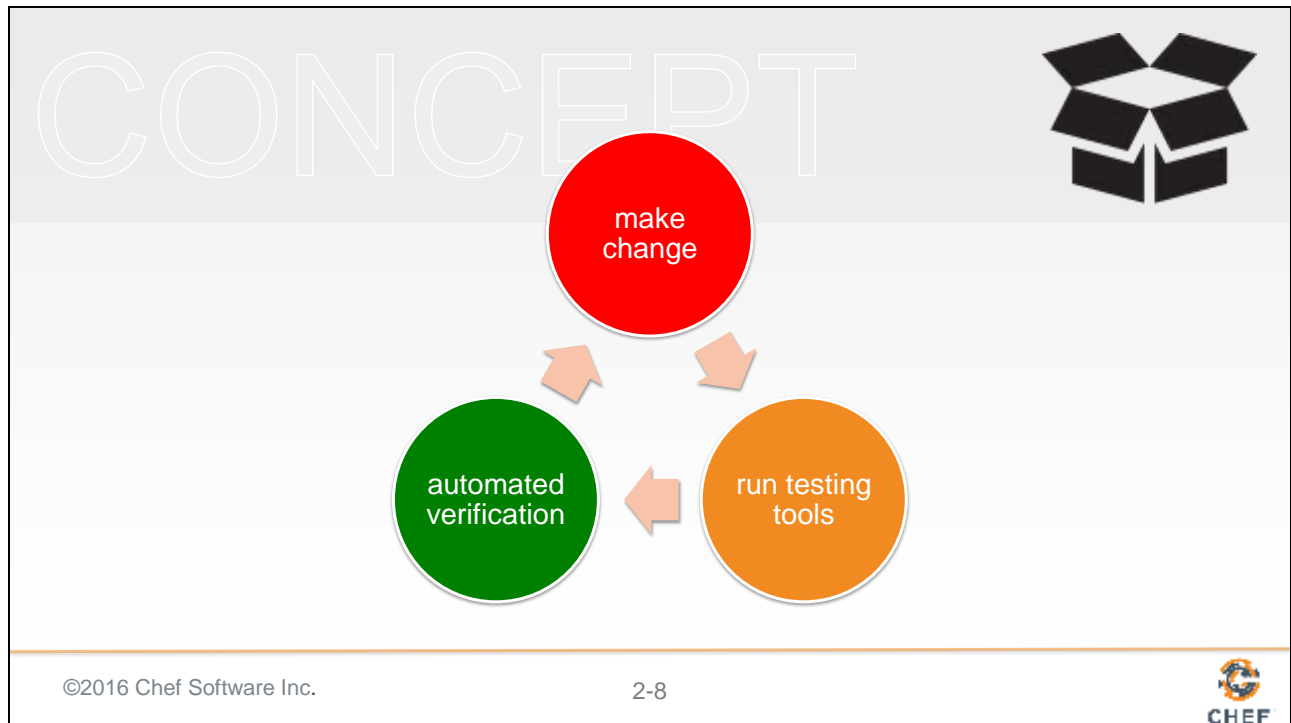 CONCEPT
make
change
automated
verification
run testing
tools
©2016 Chef Software Inc.
2-8
CHEF